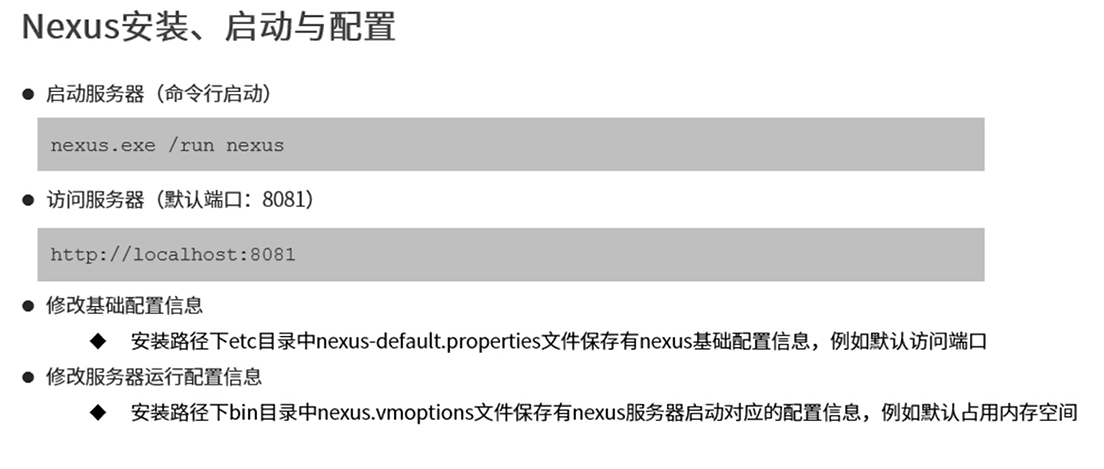 Nexus安装、启动与配置
● 启动服务器（命令行启动）
nexus.exe /run nexus
● 访问服务器（默认端口：8081）
http://localhost:8081
● 修改基础配置信息
◆ 安装路径下etc目录中nexus-default.properties文件保存有nexus基础配置信息，例如默认访问端口
● 修改服务器运行配置信息
◆ 安装路径下bin目录中nexus.vmoptions文件保存有nexus服务器启动对应的配置信息，例如默认占用内存空间